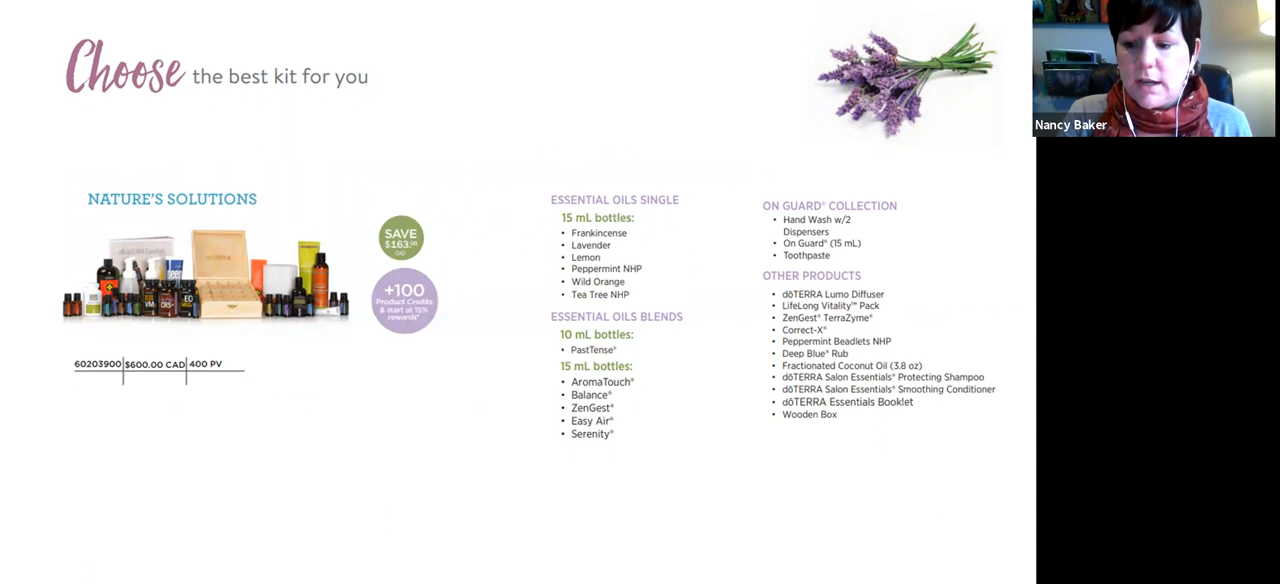 Choose the best kit for you
Nancy Baker
NATURE'S SOLUTIONS
SAVE
$163.00
CAD
+100
Product Credits
& start at 15%
rewards*
60203900 $600.00 CAD 400 PV
ESSENTIAL OILS SINGLE
15 mL bottles:
• Frankincense
• Lavender
• Lemon
• Peppermint NHP
• Wild Orange
• Tea Tree NHP
ESSENTIAL OILS BLENDS
10 mL bottles:
• PastTense®
15 mL bottles:
• AromaTouch®
• Balance®
• ZenGest®
• Easy Air®
• Serenity®
ON GUARD® COLLECTION
• Hand Wash w/2
Dispensers
• On Guard® (15 mL)
• Toothpaste
OTHER PRODUCTS
• dōTERRA Lumo Diffuser
• LifeLong Vitality™ Pack
• ZenGest® TerraZyme®
• Correct-X®
• Peppermint Beadlets NHP
• Deep Blue® Rub
• Fractionated Coconut Oil (3.8 oz)
• dōTERRA Salon Essentials® Protecting Shampoo
• dōTERRA Salon Essentials® Smoothing Conditioner
• dōTERRA Essentials Booklet
• Wooden Box